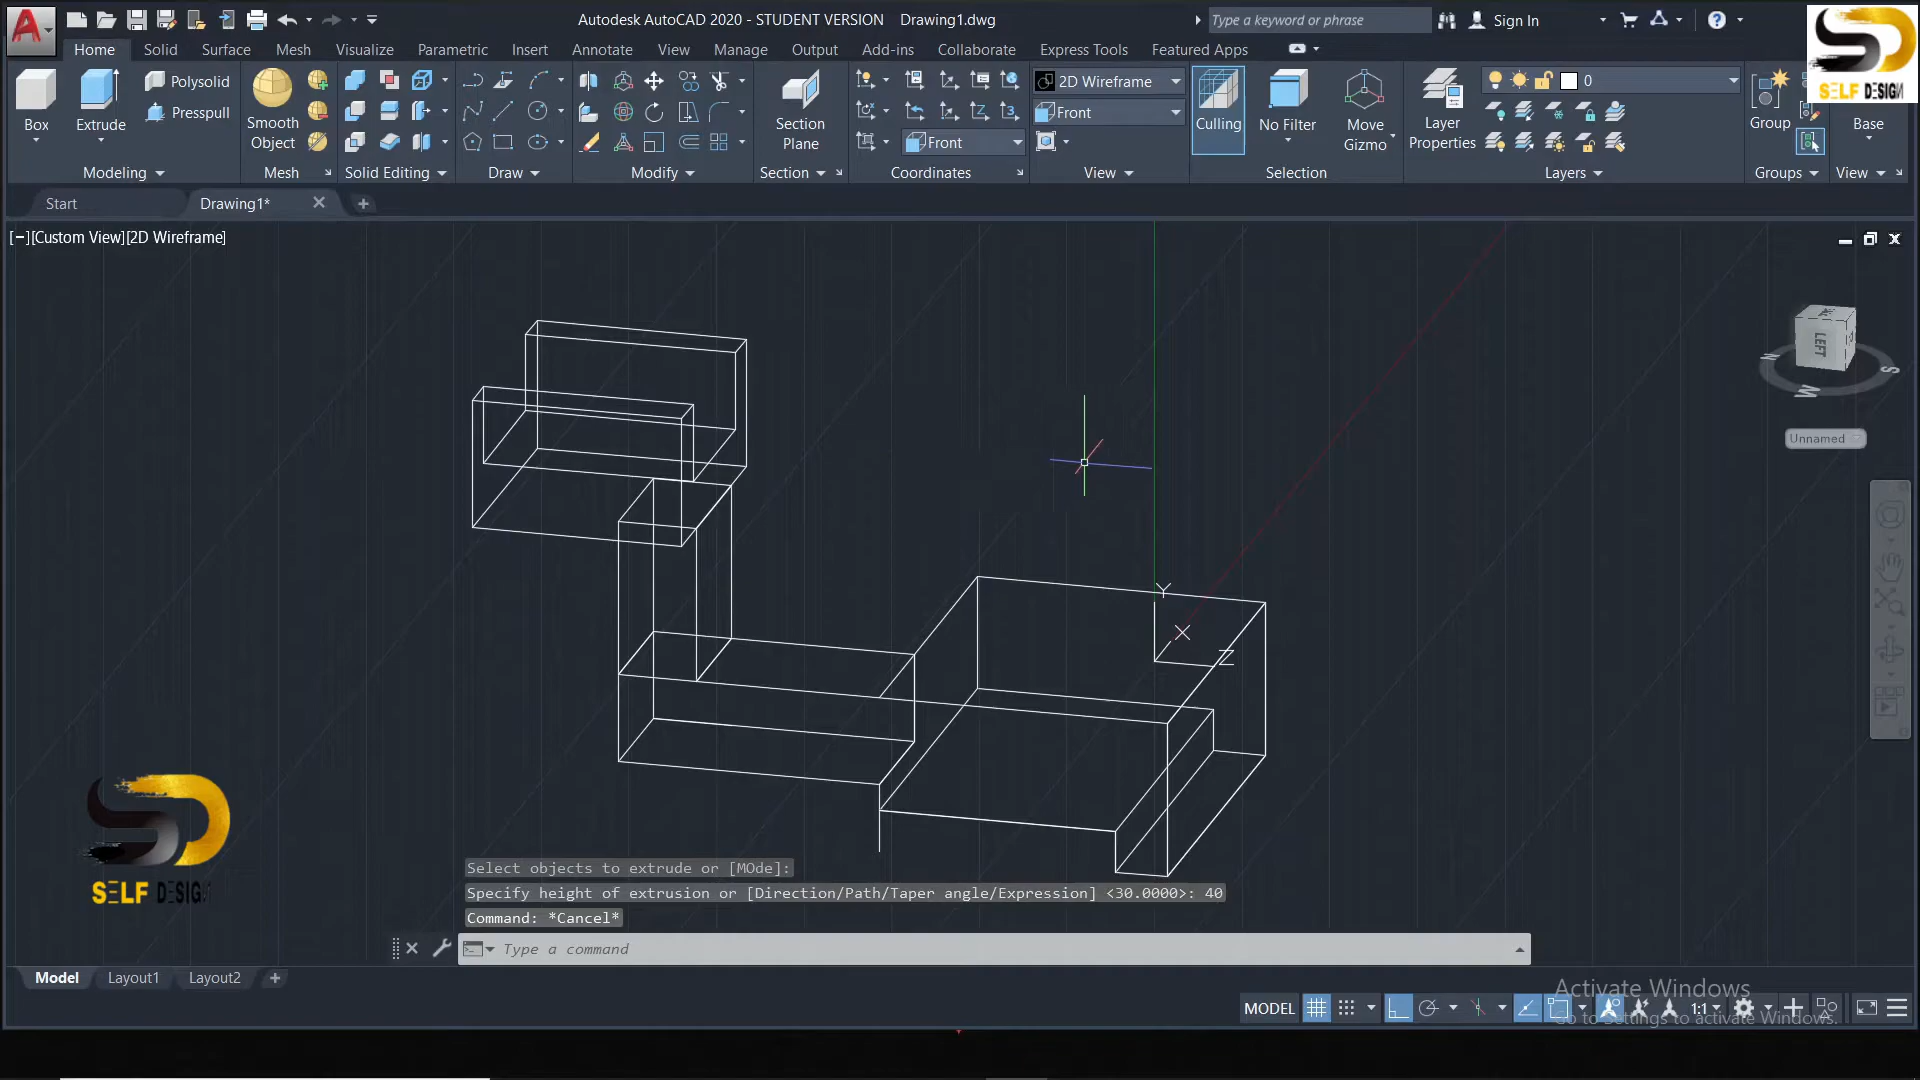 Autodesk AutoCAD 2020 - STUDENT VERSION Drawing1.dwg
Type a keyword or phrase
Sign In
SELF DESIGN
Home Solid Surface Mesh Visualize Parametric Insert Annotate View Manage Output Add-ins Collaborate Express Tools Featured Apps
Box
Extrude
Polysolid
Presspull
Smooth Object
Section Plane
Front
2D Wireframe
Front
Culling
No Filter
Move Gizmo
Layer Properties
0
Group
Base
Modeling Mesh Solid Editing Draw Modify Section Coordinates View Selection Layers Groups View
Start Drawing1*
[−][Custom View][2D Wireframe]
LEFT
N
S
W
Unnamed
Y
X
Z
SELF DESIGN
Select objects to extrude or [MOde]:
Specify height of extrusion or [Direction/Path/Taper angle/Expression] <30.0000>: 40
Command: *Cancel*
Type a command
Model Layout1 Layout2
Activate Windows
Go to Settings to activate Windows.
MODEL 1:1